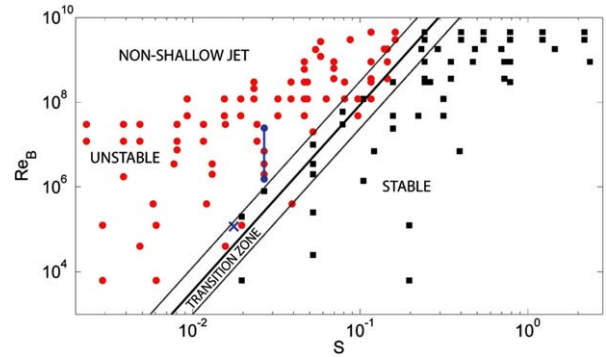 10^10
NON-SHALLOW JET
10^8
UNSTABLE
Re_B
10^6
STABLE
TRANSITION ZONE
10^4
10^-2
10^-1
10^0
S